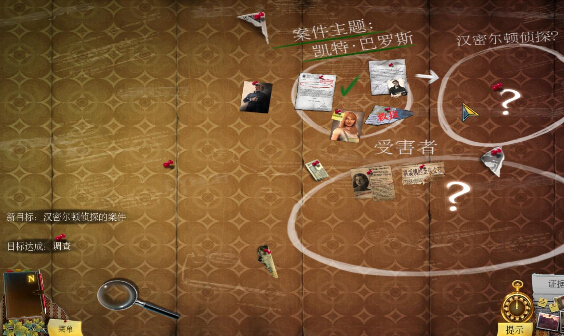 案件主题:
凯特·巴罗斯
汉密尔顿侦探?
?
受害者
?
新目标: 汉密尔顿侦探的案件
目标达成: 调查
N
菜单
提示
证据